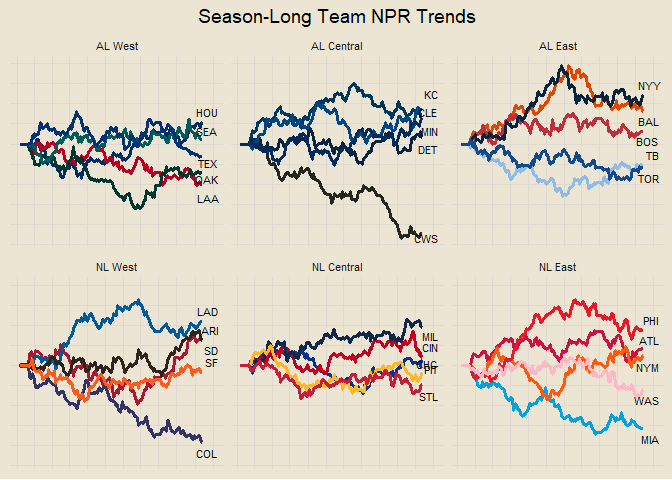 Season-Long Team NPR Trends
AL West
AL Central
AL East
HOU
SEA
TEX
OAK
LAA
KC
CLE
MIN
DET
CWS
NYY
BAL
BOS
TB
TOR
NL West
NL Central
NL East
LAD
ARI
SD
SF
COL
MIL
CIN
CHC
PIT
STL
PHI
ATL
NYM
WAS
MIA